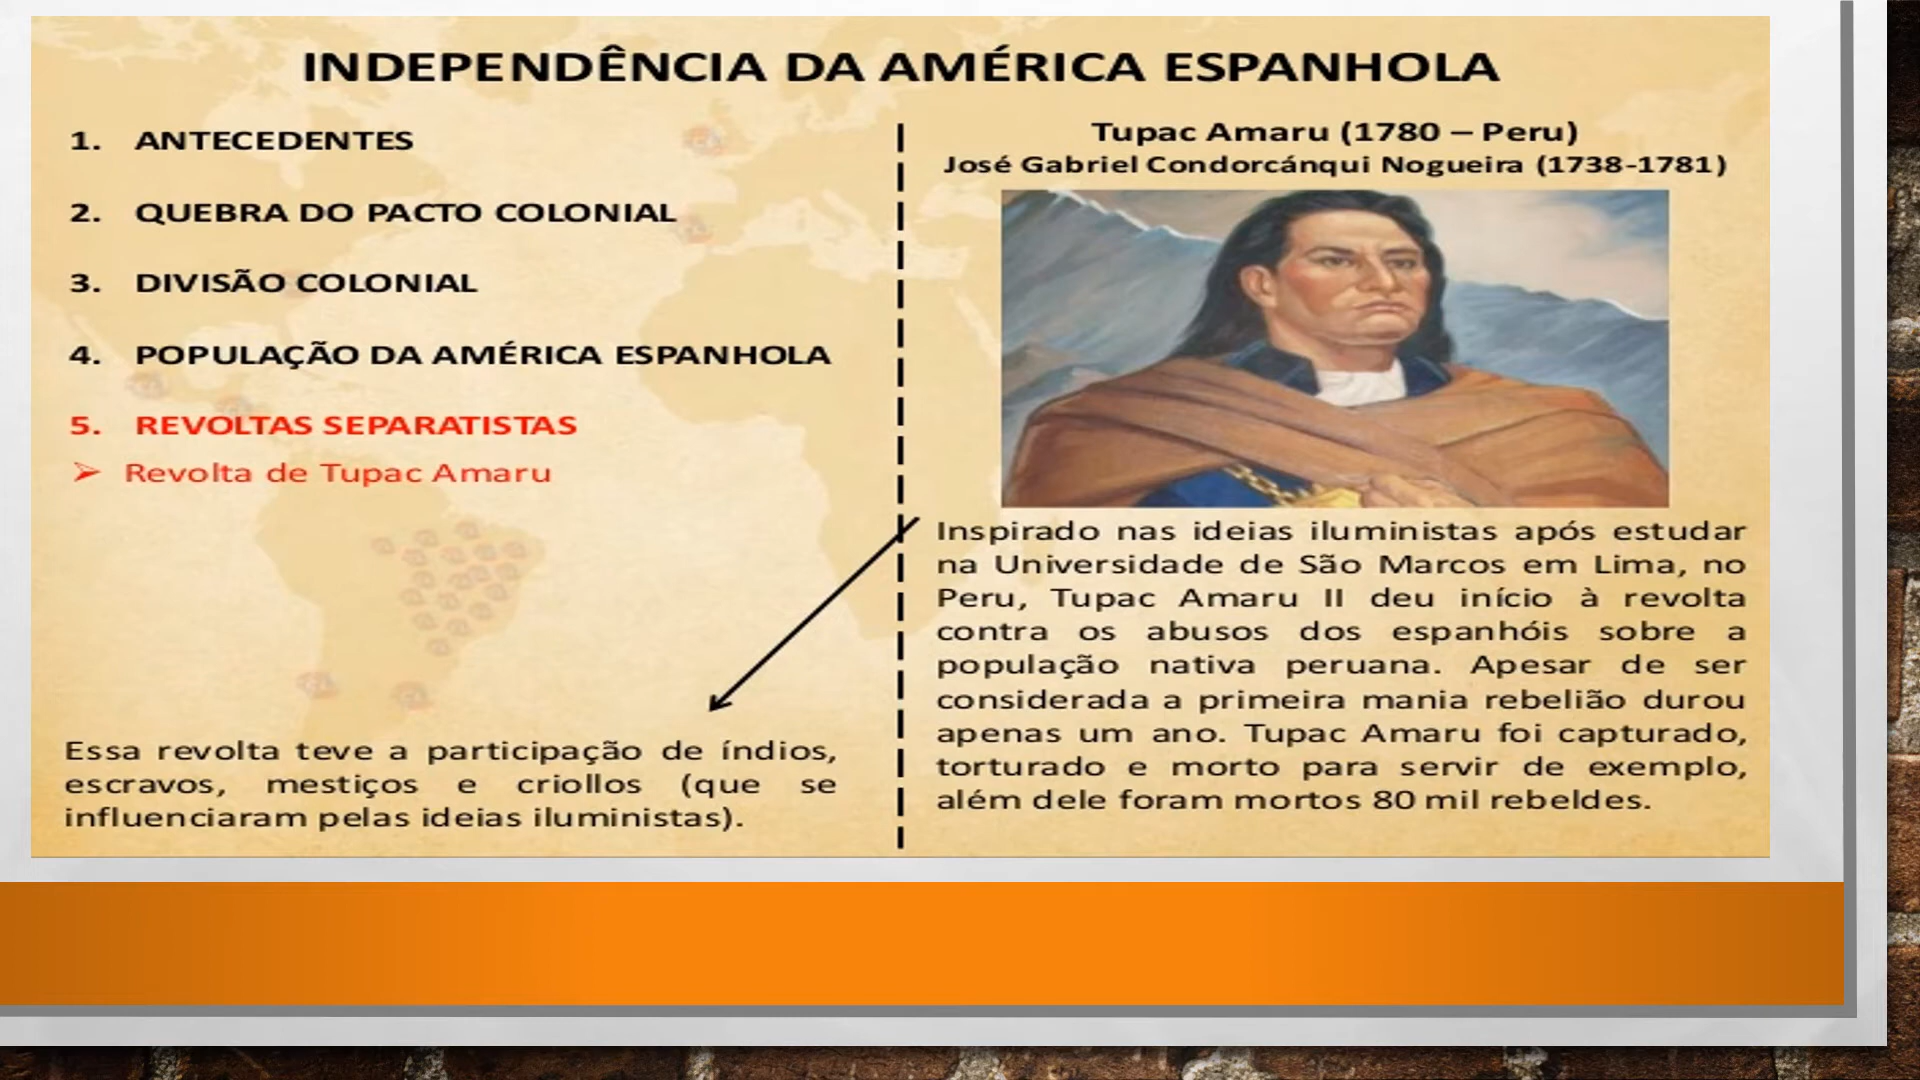 INDEPENDÊNCIA DA AMÉRICA ESPANHOLA
1. ANTECEDENTES
2. QUEBRA DO PACTO COLONIAL
3. DIVISÃO COLONIAL
4. POPULAÇÃO DA AMÉRICA ESPANHOLA
5. REVOLTAS SEPARATISTAS
➢ Revolta de Tupac Amaru
Essa revolta teve a participação de índios,
escravos, mestiços e criollos (que se
influenciaram pelas ideias iluministas).
Tupac Amaru (1780 – Peru)
José Gabriel Condorcánqui Nogueira (1738-1781)
Inspirado nas ideias iluministas após estudar
na Universidade de São Marcos em Lima, no
Peru, Tupac Amaru II deu início à revolta
contra os abusos dos espanhóis sobre a
população nativa peruana. Apesar de ser
considerada a primeira mania rebelião durou
apenas um ano. Tupac Amaru foi capturado,
torturado e morto para servir de exemplo,
além dele foram mortos 80 mil rebeldes.